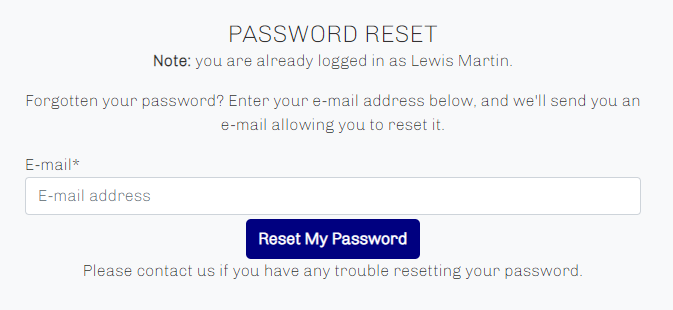 PASSWORD RESET
Note: you are already logged in as Lewis Martin.
Forgotten your password? Enter your e-mail address below, and we'll send you an
e-mail allowing you to reset it.
E-mail*
E-mail address
Reset My Password
Please contact us if you have any trouble resetting your password.